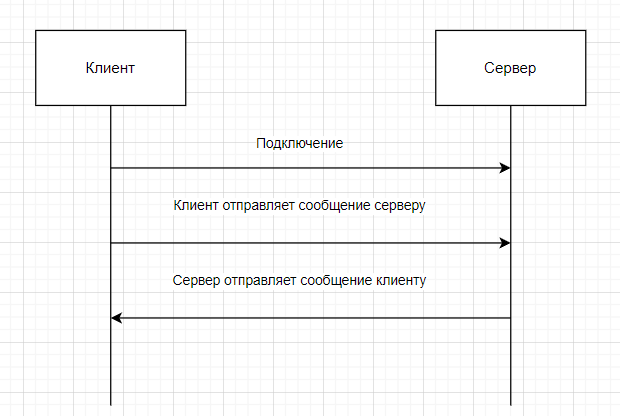 Клиент
Сервер
Подключение
Клиент отправляет сообщение серверу
Сервер отправляет сообщение клиенту